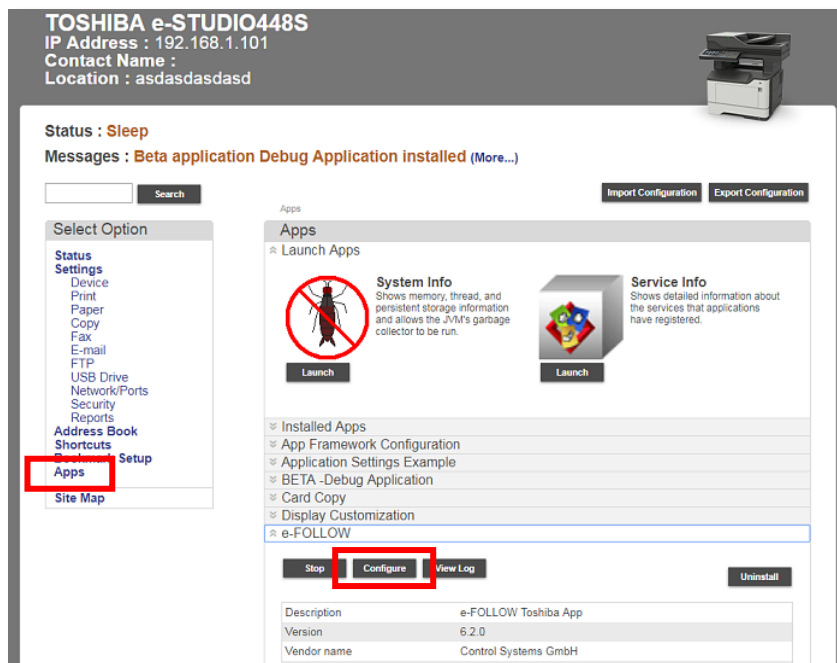 TOSHIBA e-STUDIO448S
IP Address : 192.168.1.101
Contact Name :
Location : asdasdasdasd
Status : Sleep
Messages : Beta application Debug Application installed (More...)
Search
Import Configuration Export Configuration
Apps
Select Option
Status
Settings
Device
Print
Paper
Copy
Fax
E-mail
FTP
USB Drive
Network/Ports
Security
Reports
Address Book
Shortcuts
Bookmark Setup
Apps
Site Map
Apps
Launch Apps
System Info
Shows memory, thread, and
persistent storage information
and allows the JVM's garbage
collector to be run.
Launch
Service Info
Shows detailed information about
the services that applications
have registered.
Launch
Installed Apps
App Framework Configuration
Application Settings Example
BETA -Debug Application
Card Copy
Display Customization
e-FOLLOW
Stop Configure View Log
Uninstall
Description e-FOLLOW Toshiba App
Version 6.2.0
Vendor name Control Systems GmbH